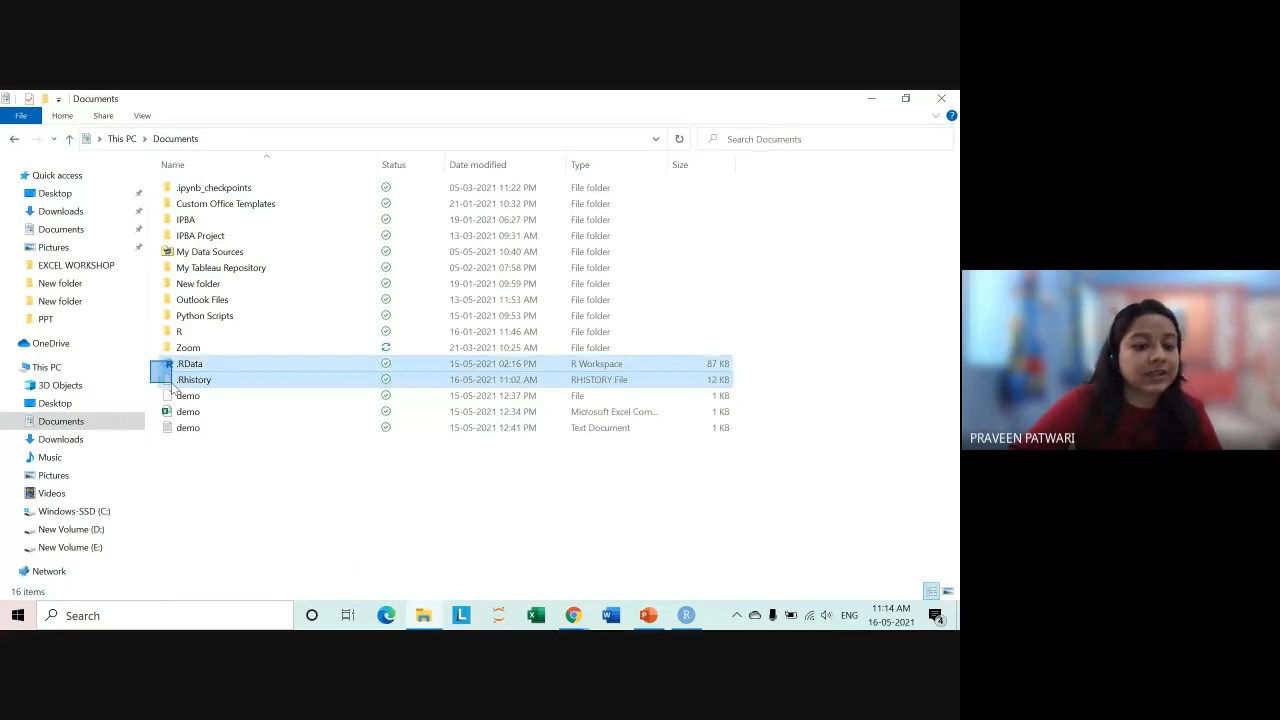 Documents
File Home Share View
This PC Documents Search Documents
Name Status Date modified Type Size
Quick access
Desktop
Downloads
Documents
Pictures
EXCEL WORKSHOP
New folder
New folder
PPT
OneDrive
This PC
3D Objects
Desktop
Documents
Downloads
Music
Pictures
Videos
Windows-SSD (C:)
New Volume (D:)
New Volume (E:)
Network
.ipynb_checkpoints 05-03-2021 11:22 PM File folder
Custom Office Templates 21-01-2021 10:32 PM File folder
IPBA 19-01-2021 06:27 PM File folder
IPBA Project 13-03-2021 09:31 AM File folder
My Data Sources 05-05-2021 10:40 AM File folder
My Tableau Repository 05-02-2021 07:58 PM File folder
New folder 19-01-2021 09:59 PM File folder
Outlook Files 13-05-2021 11:53 AM File folder
Python Scripts 15-01-2021 09:53 PM File folder
R 16-01-2021 11:46 AM File folder
Zoom 21-03-2021 10:25 AM File folder
.RData 15-05-2021 02:16 PM R Workspace 87 KB
.Rhistory 16-05-2021 11:02 AM RHISTORY File 12 KB
demo 15-05-2021 12:37 PM File 1 KB
demo 15-05-2021 12:34 PM Microsoft Excel Com... 1 KB
demo 15-05-2021 12:41 PM Text Document 1 KB
16 items
Search
ENG
11:14 AM
16-05-2021
4
PRAVEEN PATWARI